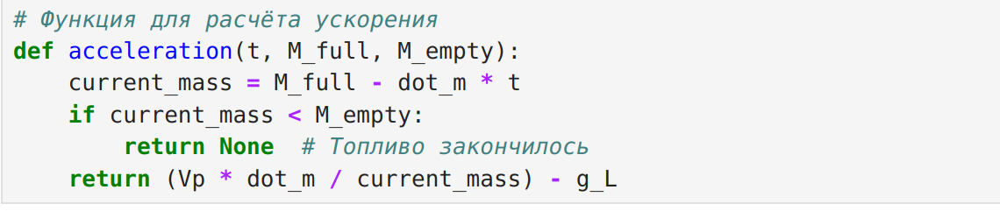 # Функция для расчёта ускорения
def acceleration(t, M_full, M_empty):
    current_mass = M_full - dot_m * t
    if current_mass < M_empty:
        return None  # Топливо закончилось
    return (Vp * dot_m / current_mass) - g_L